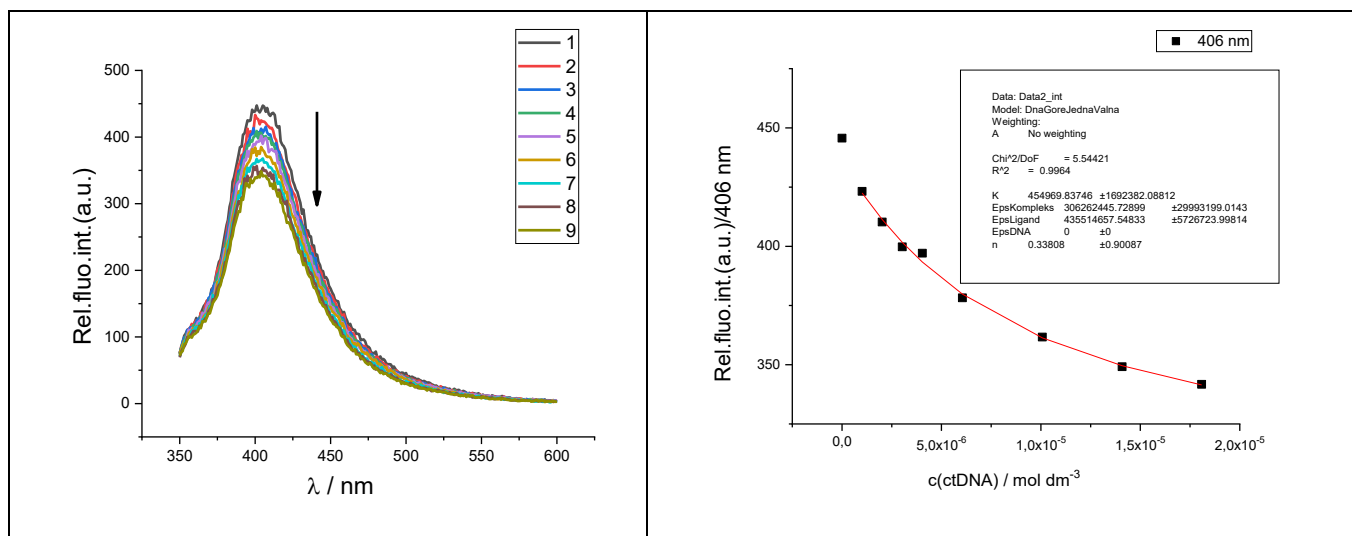 1
2
3
4
5
6
7
8
9
500
400
300
200
100
0
350 400 450 500 550 600
Rel.fluo.int.(a.u.)
λ / nm
406 nm
Data: Data2_int
Model: DnaGoreJednaValna
Weighting:
A No weighting
Chi^2/DoF = 5.54421
R^2 = 0.9964
K 454969.83746 ±1692382.08812
EpsKompleks 306262445.72899 ±29993199.0143
EpsLigand 435514657.54833 ±5726723.99814
EpsDNA 0 ±0
n 0.33808 ±0.90087
450
400
350
0,0 5,0x10⁻⁶ 1,0x10⁻⁵ 1,5x10⁻⁵ 2,0x10⁻⁵
Rel.fluo.int.(a.u.)/406 nm
c(ctDNA) / mol dm⁻³